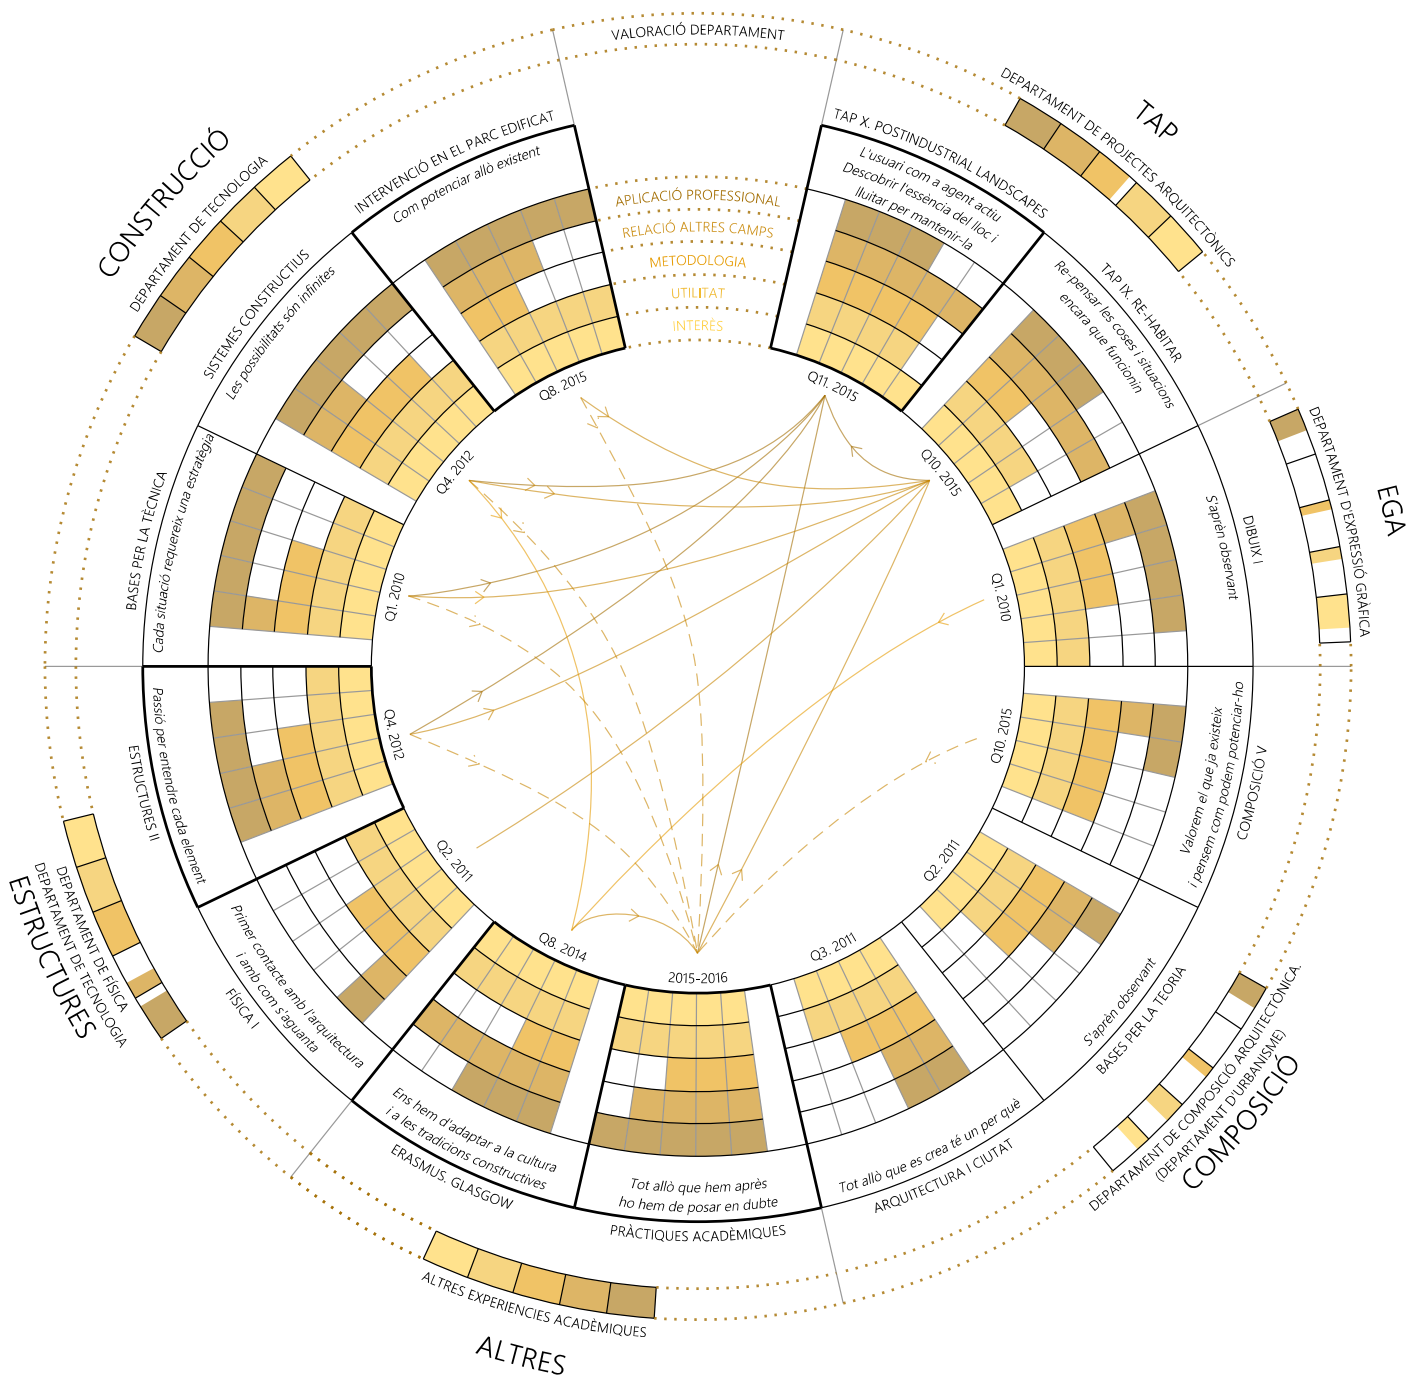 VALORACIÓ DEPARTAMENT
APLICACIÓ PROFESSIONAL
RELACIÓ ALTRES CAMPS
METODOLOGIA
UTILITAT
INTERÈS
TAP
DEPARTAMENT DE PROJECTES ARQUITECTÒNICS
TAP X. POSTINDUSTRIAL LANDSCAPES
L'usuari com a agent actiu
Descobrir l'essència del lloc i
lluitar per mantenir-la
Q11. 2015
TAP IX. RE-HABITAR
Re-pensar les coses i situacions
encara que funcionin
Q10. 2015
EGA
DEPARTAMENT D'EXPRESSIÓ GRÀFICA
DIBUIX I
S'aprèn observant
Q1. 2010
COMPOSICIÓ V
Valorem el que ja existeix
i pensem com podem potenciar-ho
Q10. 2015
COMPOSICIÓ
DEPARTAMENT DE COMPOSICIÓ ARQUITECTÒNICA.
(DEPARTAMENT D'URBANISME)
S'aprèn observant
BASES PER LA TEORIA
Q2. 2011
Tot allò que es crea té un per què
ARQUITECTURA I CIUTAT
Q3. 2011
2015-2016
Tot allò que hem après
ho hem de posar en dubte
PRÀCTIQUES ACADÈMIQUES
Q8. 2014
Ens hem d'adaptar a la cultura
i a les tradicions constructives
ERASMUS. GLASGOW
ALTRES EXPERIENCIES ACADÈMIQUES
ALTRES
Q2. 2011
Primer contacte amb l'arquitectura
i amb com s'aguanta
FÍSICA I
Q4. 2012
Passió per entendre cada element
ESTRUCTURES II
DEPARTAMENT DE FÍSICA
DEPARTAMENT DE TECNOLOGIA
ESTRUCTURES
BASES PER LA TÈCNICA
Cada situació requereix una estratègia
Q1. 2010
SISTEMES CONSTRUCTIUS
Les possibilitats són infinites
Q4. 2012
INTERVENCIÓ EN EL PARC EDIFICAT
Com potenciar allò existent
Q8. 2015
DEPARTAMENT DE TECNOLOGIA
CONSTRUCCIÓ